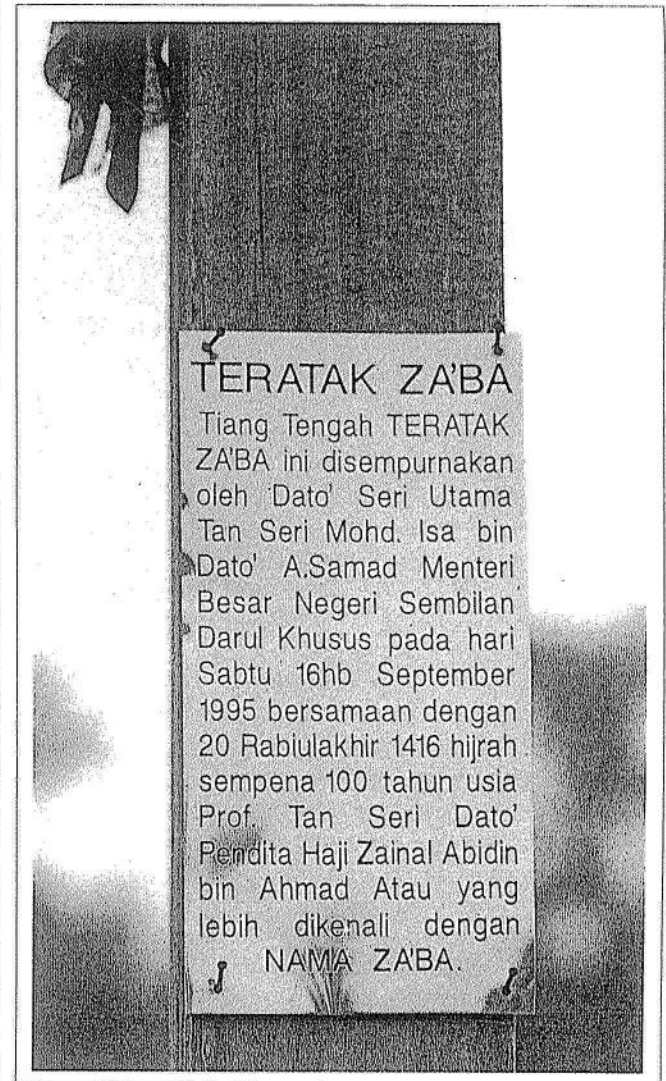 TERATAK ZA'BA
Tiang Tengah TERATAK
ZA'BA ini disempurnakan
oleh Dato' Seri Utama
Tan Seri Mohd. Isa bin
Dato' A.Samad Menteri
Besar Negeri Sembilan
Darul Khusus pada hari
Sabtu 16hb September
1995 bersamaan dengan
20 Rabiulakhir 1416 hijrah
sempena 100 tahun usia
Prof. Tan Seri Dato'
Pendita Haji Zainal Abidin
bin Ahmad Atau yang
lebih dikenali dengan
NAMA ZA'BA.